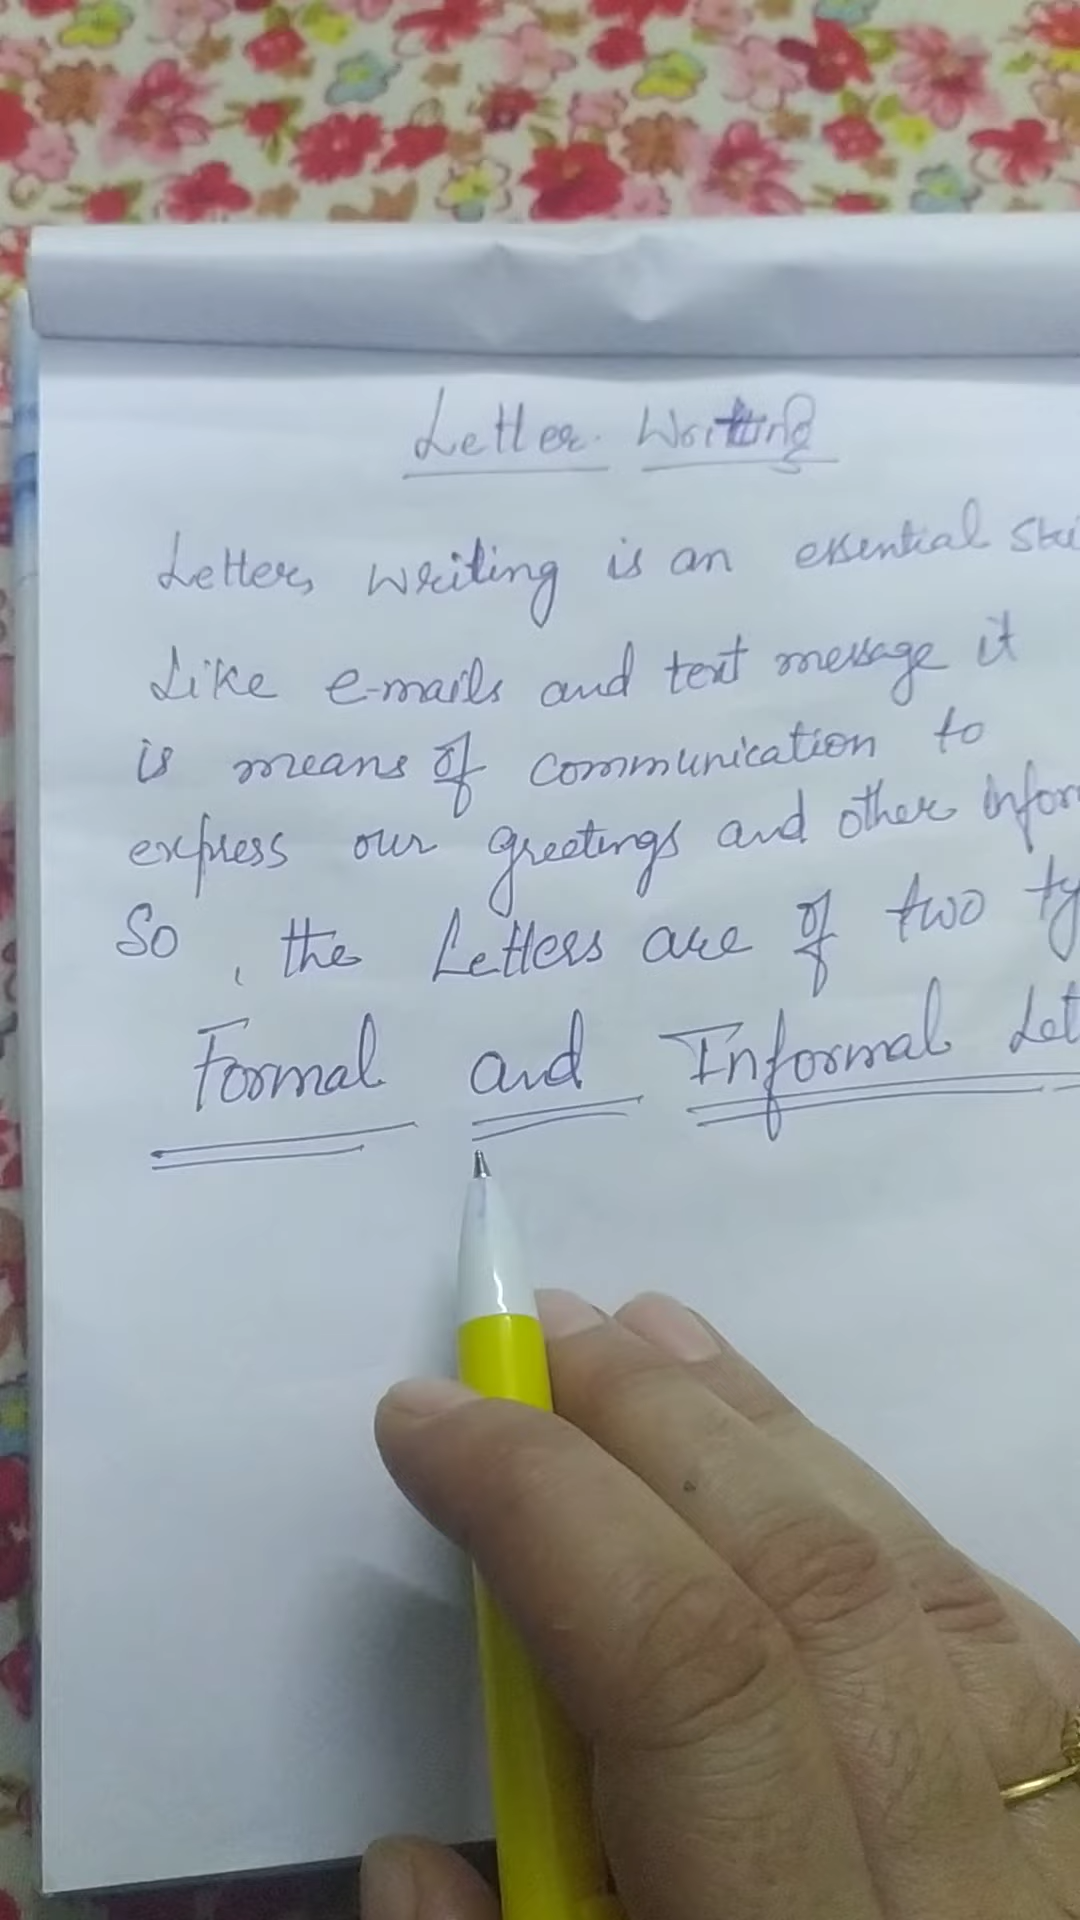 Letter Writing
Letter writing is an essential
Like e-mails and text message it
is means of communication to
express our greetings and other
So, the Letters are of two
Formal and Informal